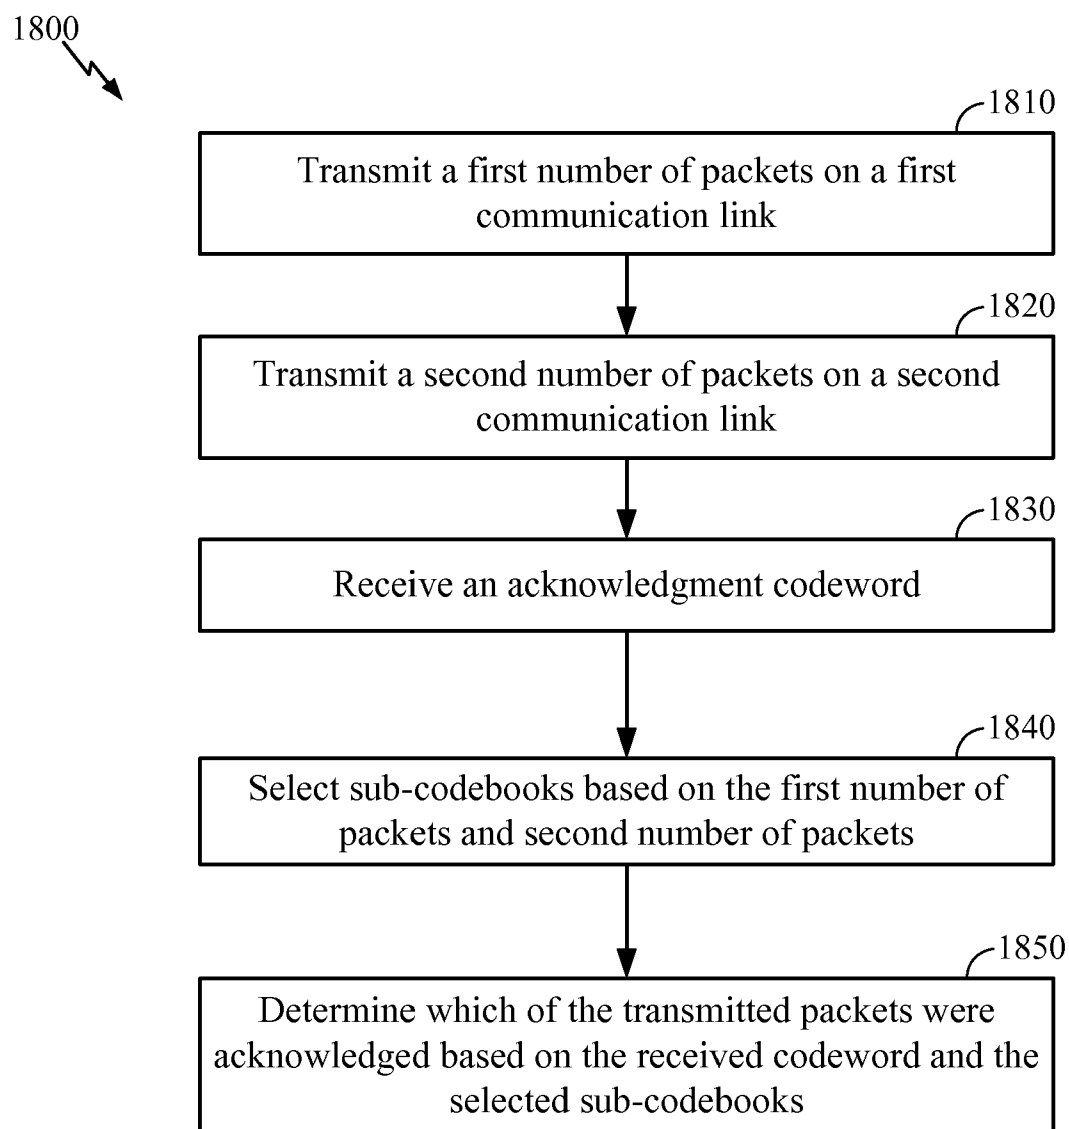 1800
1810
Transmit a first number of packets on a first
communication link
1820
Transmit a second number of packets on a second
communication link
1830
Receive an acknowledgment codeword
1840
Select sub-codebooks based on the first number of
packets and second number of packets
1850
Determine which of the transmitted packets were
acknowledged based on the received codeword and the
selected sub-codebooks